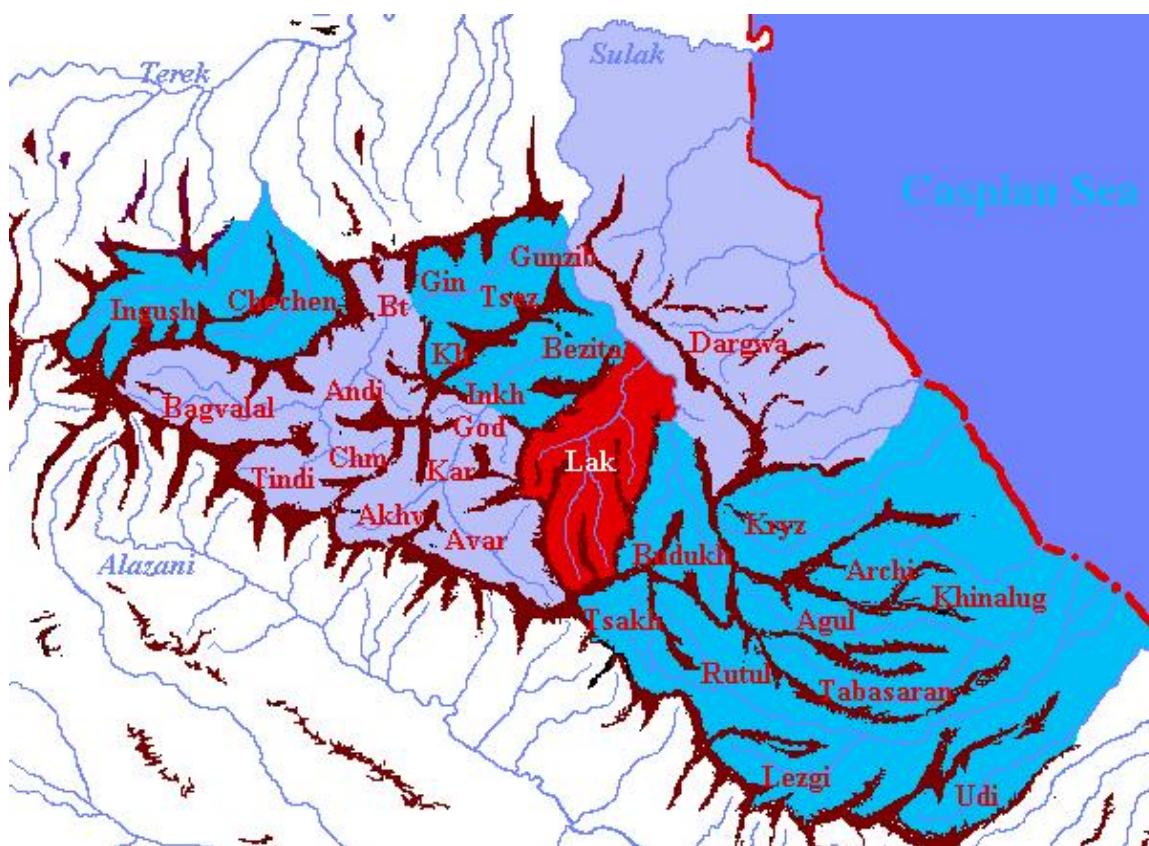 Sulak
Terek
Caspian Sea
Gunzib
Gin
Tsez
Ingush
Chechen
Bt
Kh
Bezita
Dargwa
Andi
Inkh
Bagvalal
God
Chm
Kar
Lak
Tindi
Akhv
Avar
Kryz
Budukh
Archi
Alazani
Khinalug
Tsakh
Agul
Rutul
Tabasaran
Lezgi
Udi